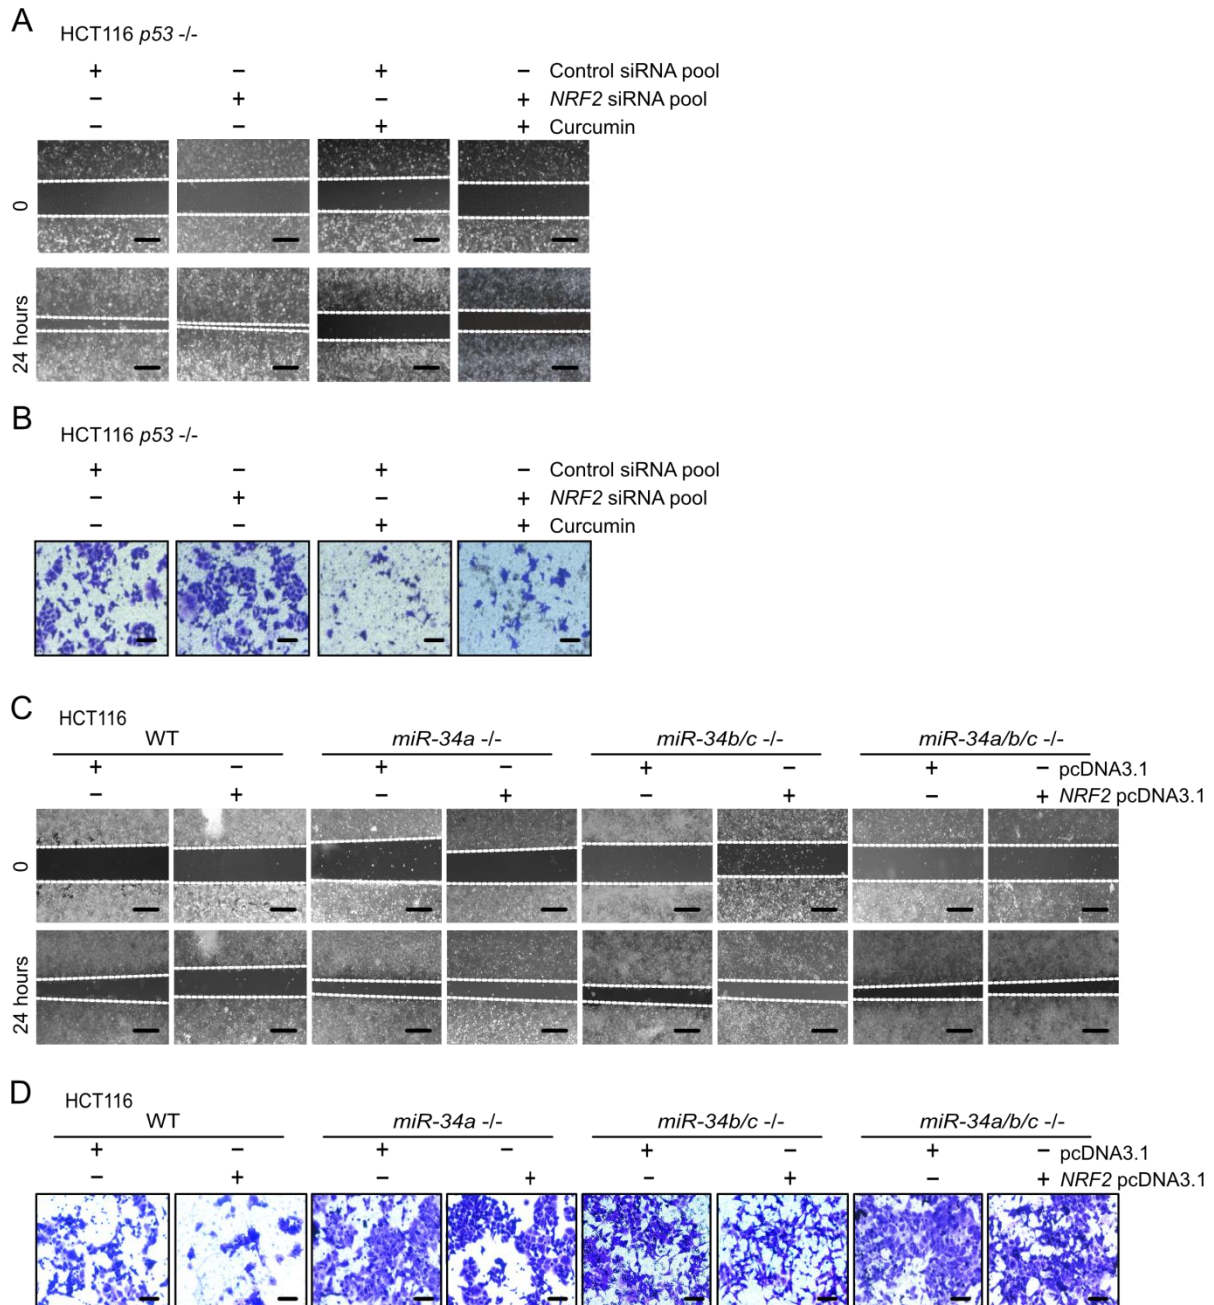 A
HCT116 p53 -/-
+ − + − Control siRNA pool
− + − + NRF2 siRNA pool
− − + + Curcumin
0
24 hours
B
HCT116 p53 -/-
+ − + − Control siRNA pool
− + − + NRF2 siRNA pool
− − + + Curcumin
C
HCT116
WT miR-34a -/- miR-34b/c -/- miR-34a/b/c -/-
+ − + − + − + − pcDNA3.1
− + − + − + − + NRF2 pcDNA3.1
0
24 hours
D
HCT116
WT miR-34a -/- miR-34b/c -/- miR-34a/b/c -/-
+ − + − + − + − pcDNA3.1
− + − + − + − + NRF2 pcDNA3.1